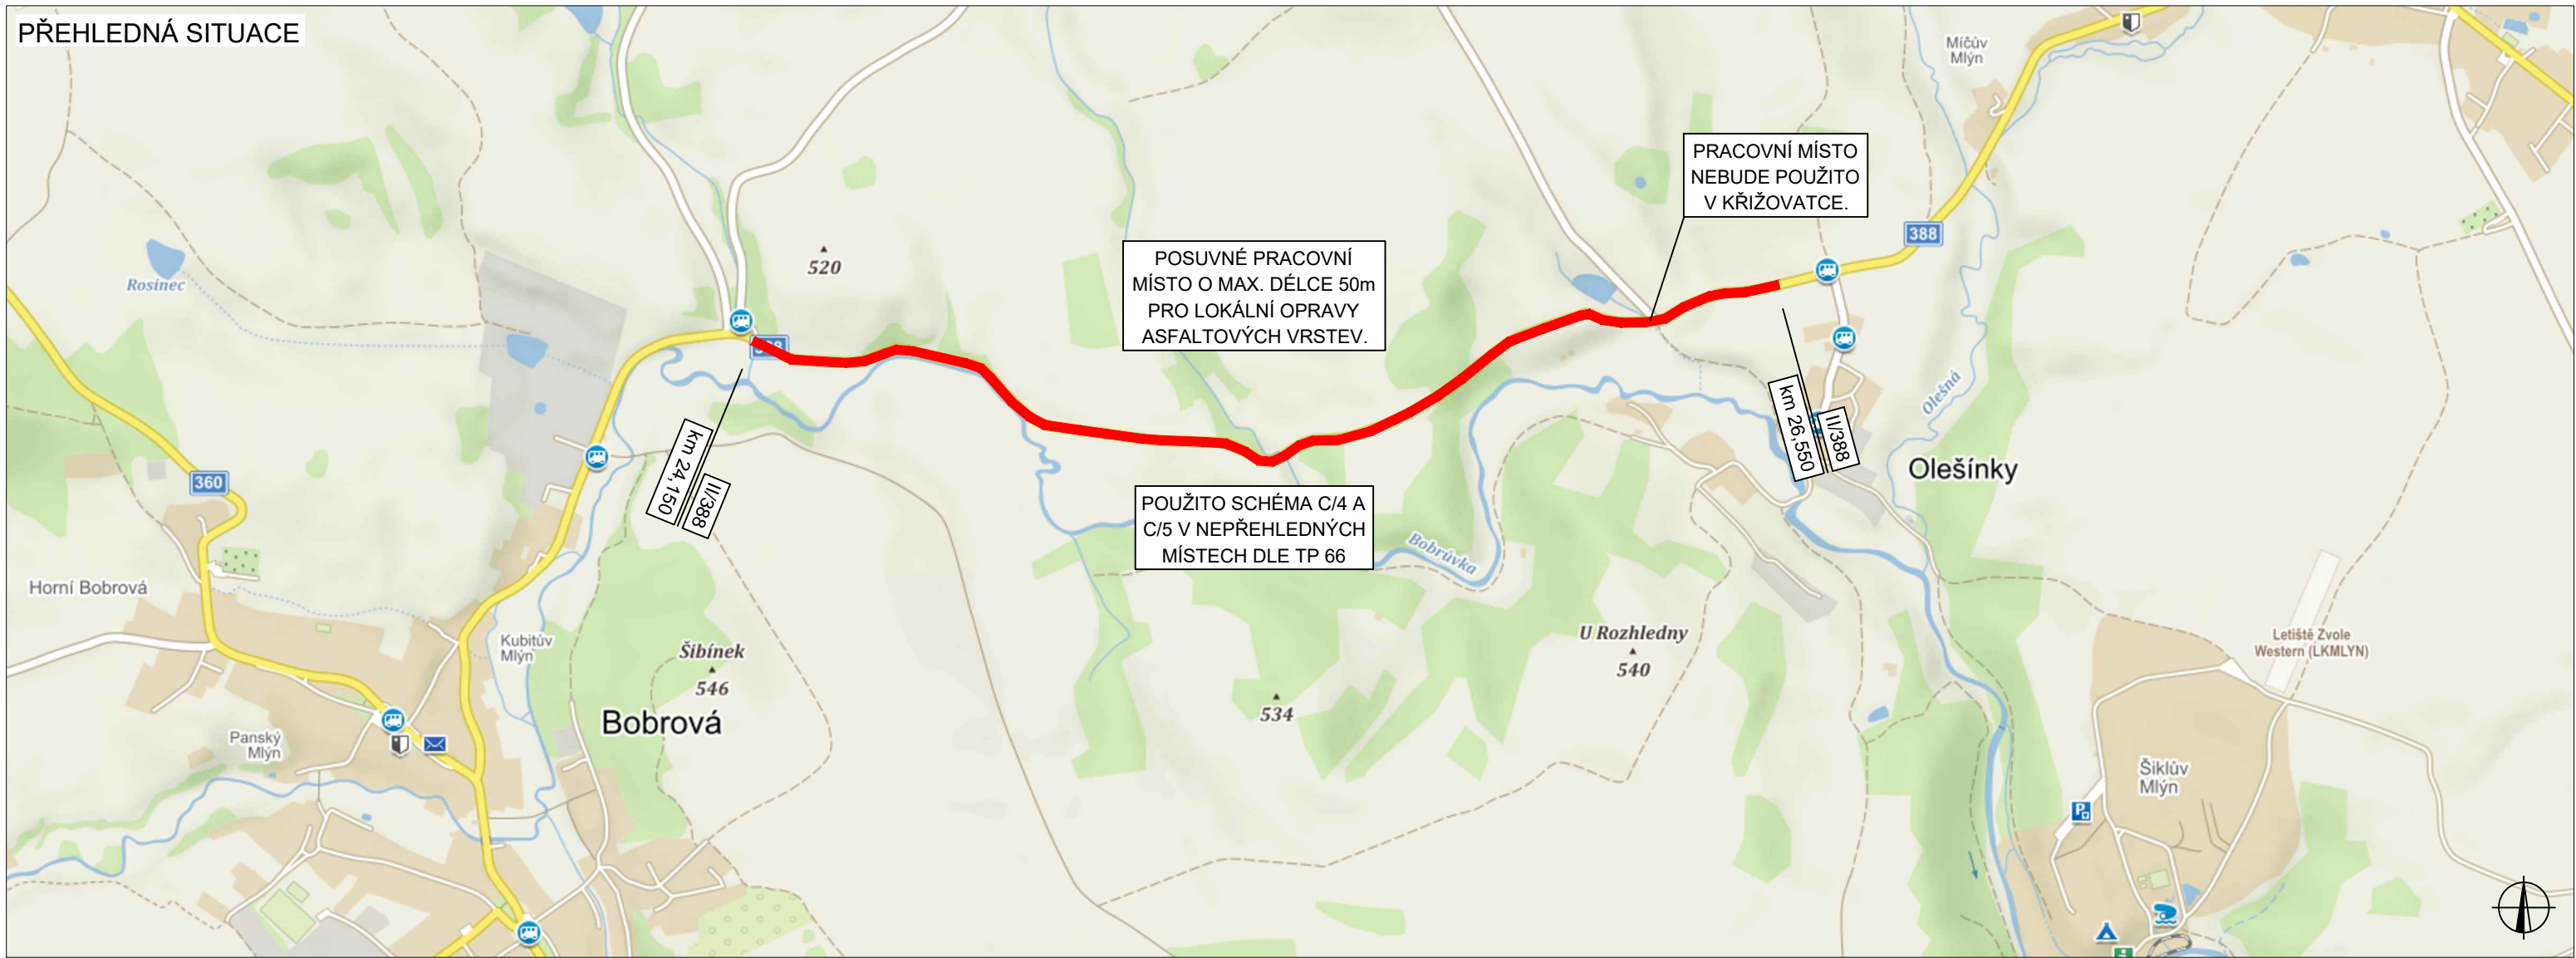 PŘEHLEDNÁ SITUACE
Míčův
Mlýn
PRACOVNÍ MÍSTO
NEBUDE POUŽITO
V KŘIŽOVATCE.
388
520
POSUVNÉ PRACOVNÍ
MÍSTO O MAX. DÉLCE 50m
PRO LOKÁLNÍ OPRAVY
ASFALTOVÝCH VRSTEV.
Rosinec
km 24,150
II/388
km 26,550
II/388
Olešná
Olešínky
360
POUŽITO SCHÉMA C/4 A
C/5 V NEPŘEHLEDNÝCH
MÍSTECH DLE TP 66
Bobrůvka
Horní Bobrová
Kubitův
Mlýn
Šibínek
546
U Rozhledny
540
Letiště Zvole
Western (LKMLYN)
534
Bobrová
Panský
Mlýn
Šiklův
Mlýn
P